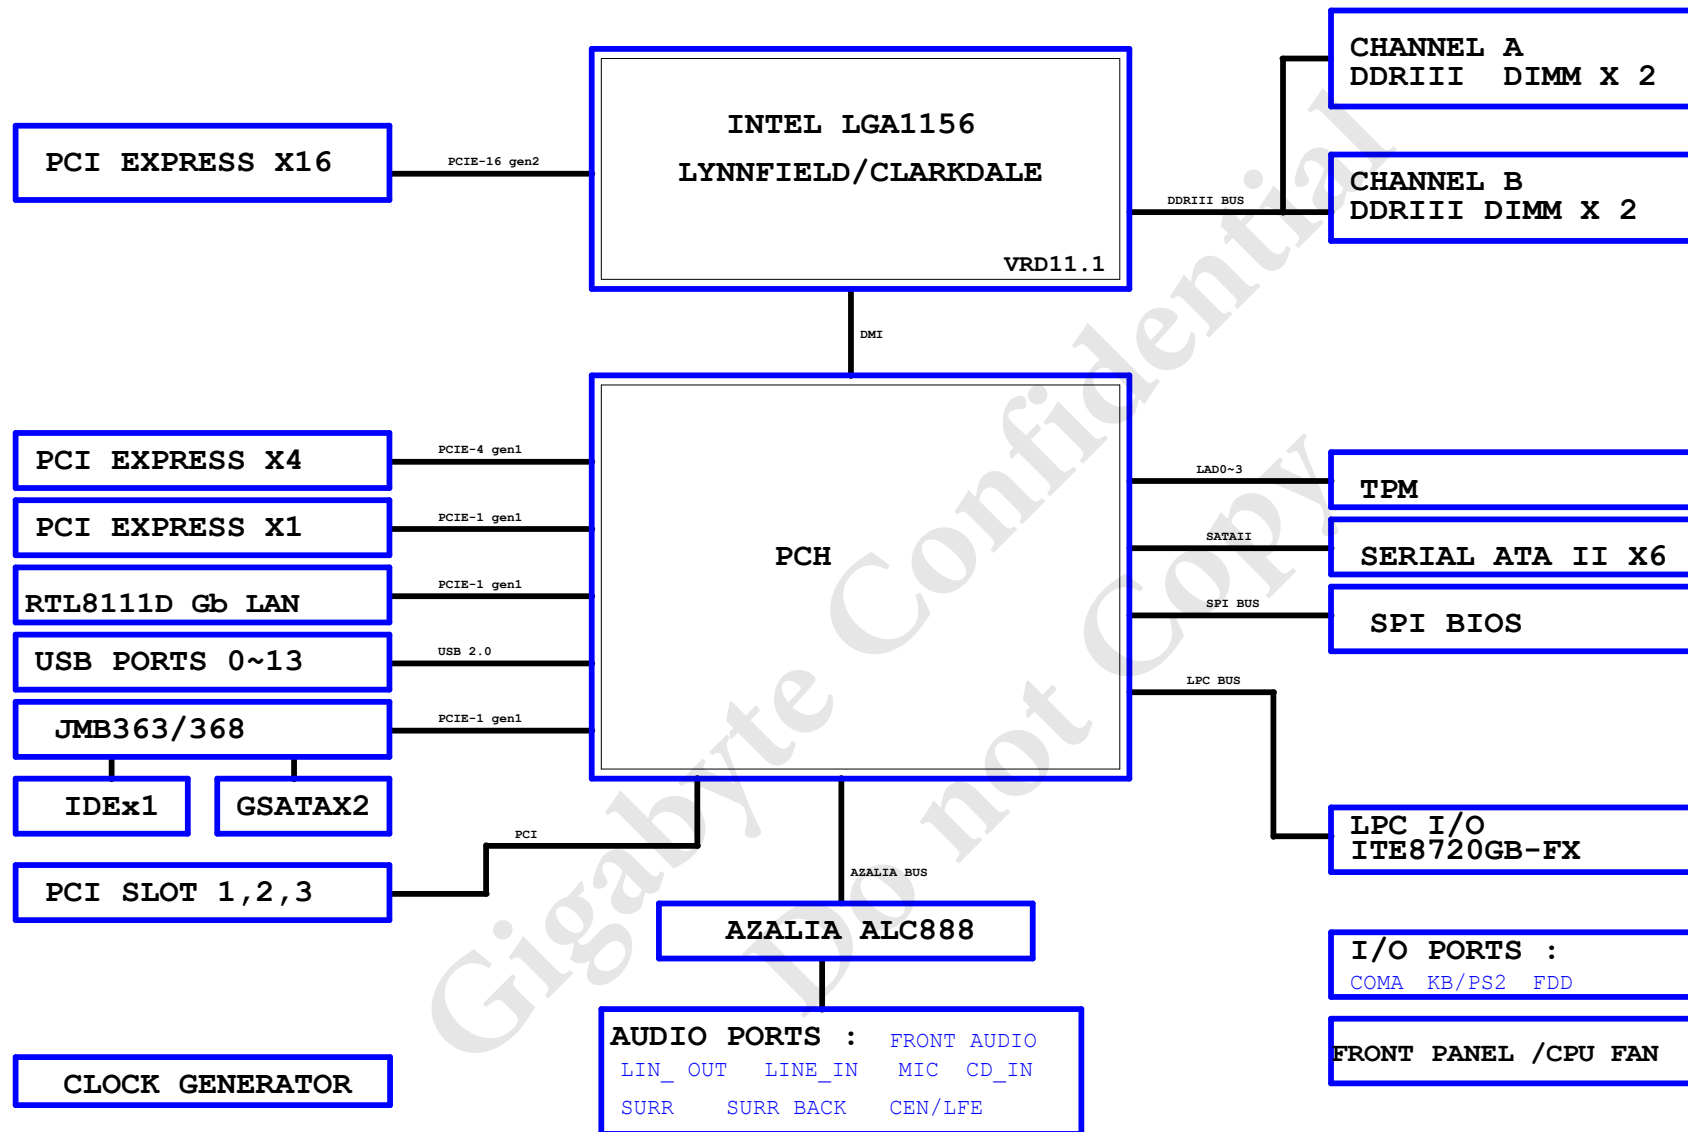 CHANNEL A
DDRIII DIMM X 2
INTEL LGA1156
LYNNFIELD/CLARKDALE
VRD11.1
PCI EXPRESS X16
PCIE-16 gen2
DDRIII BUS
CHANNEL B
DDRIII DIMM X 2
DMI
PCH
PCI EXPRESS X4
PCIE-4 gen1
PCI EXPRESS X1
PCIE-1 gen1
RTL8111D Gb LAN
PCIE-1 gen1
USB PORTS 0~13
USB 2.0
JMB363/368
PCIE-1 gen1
IDEx1
GSATAX2
PCI
PCI SLOT 1,2,3
LAD0~3
TPM
SATAII
SERIAL ATA II X6
SPI BUS
SPI BIOS
LPC BUS
LPC I/O
ITE8720GB-FX
AZALIA BUS
AZALIA ALC888
I/O PORTS :
COMA KB/PS2 FDD
AUDIO PORTS : FRONT AUDIO
LIN_ OUT LINE_IN MIC CD_IN
SURR SURR BACK CEN/LFE
FRONT PANEL /CPU FAN
CLOCK GENERATOR
Gigabyte Confidential
Do not Copy